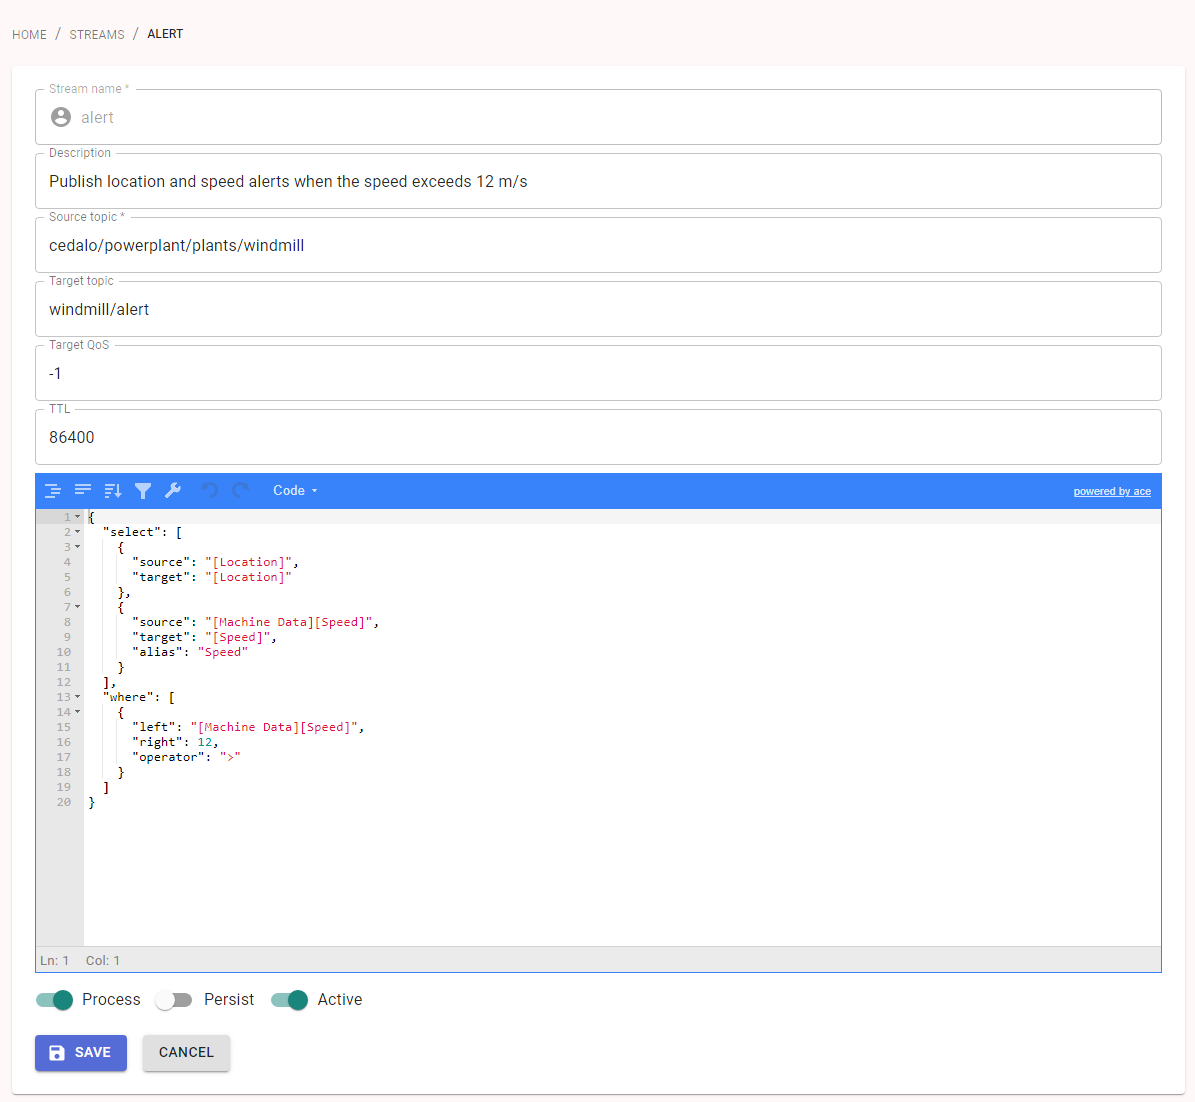 HOME / STREAMS / ALERT
Stream name *
alert
Description
Publish location and speed alerts when the speed exceeds 12 m/s
Source topic *
cedalo/powerplant/plants/windmill
Target topic
windmill/alert
Target QoS
-1
TTL
86400
Code powered by ace
1 {
2 "select": [
3 {
4 "source": "[Location]",
5 "target": "[Location]"
6 },
7 {
8 "source": "[Machine Data][Speed]",
9 "target": "[Speed]",
10 "alias": "Speed"
11 }
12 ],
13 "where": [
14 {
15 "left": "[Machine Data][Speed]",
16 "right": 12,
17 "operator": ">"
18 }
19 ]
20 }
Ln: 1 Col: 1
Process Persist Active
SAVE CANCEL